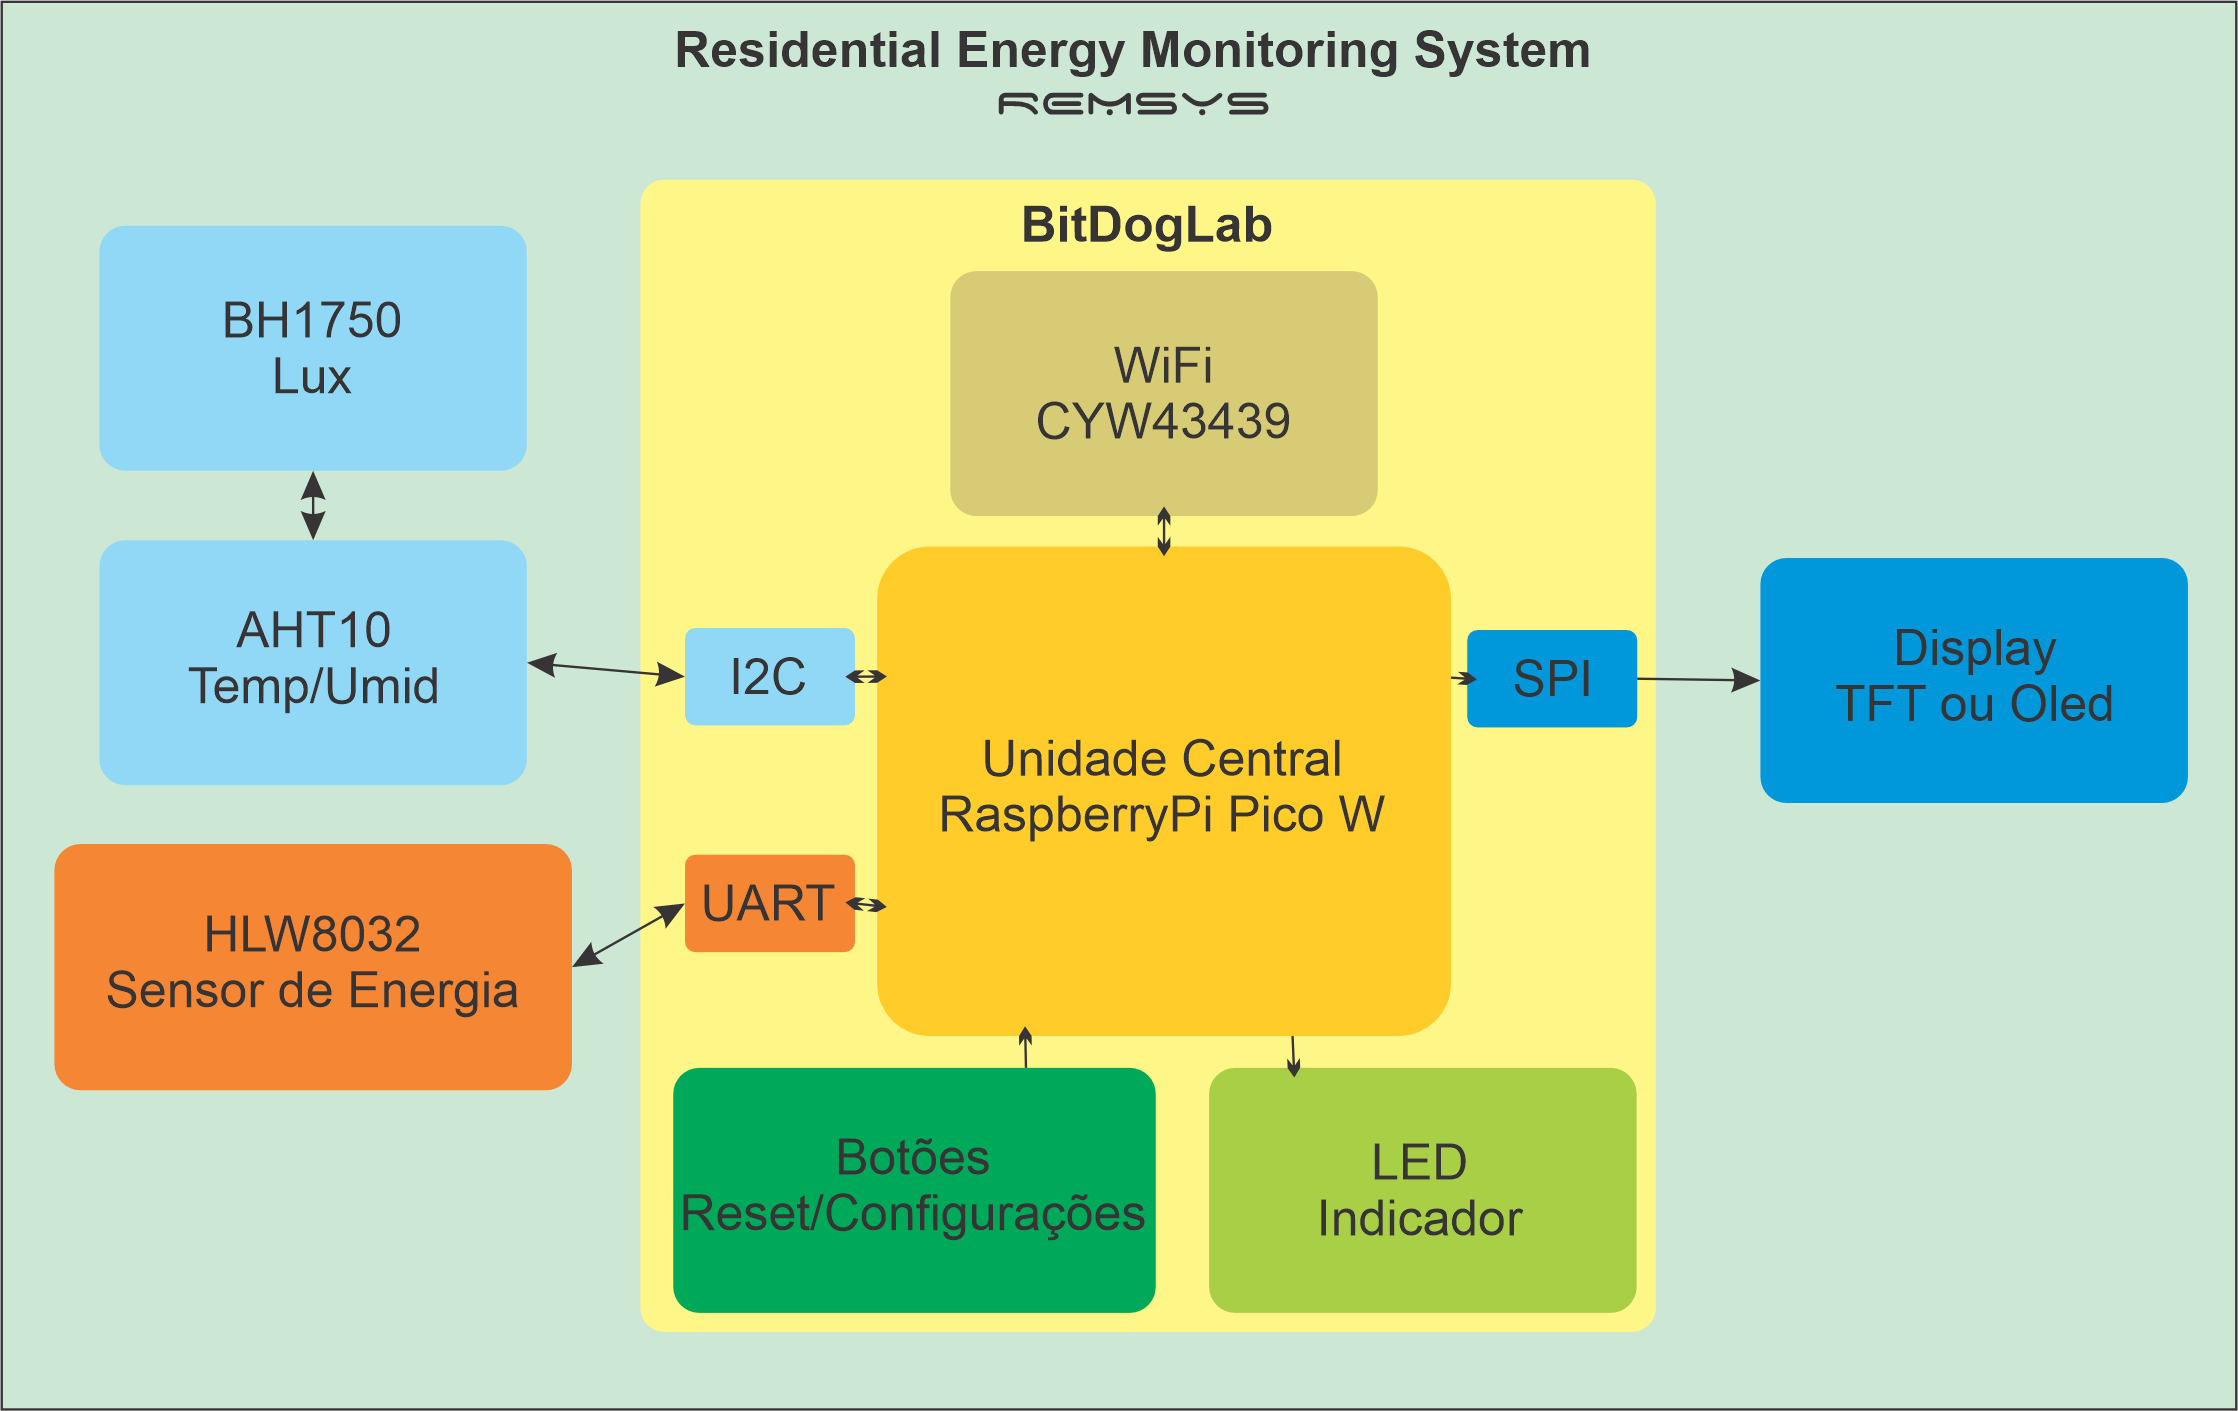 Residential Energy Monitoring System
REMSYS
BitDogLab
BH1750
Lux
WiFi
CYW43439
AHT10
Temp/Umid
I2C
SPI
Display
TFT ou Oled
Unidade Central
RaspberryPi Pico W
UART
HLW8032
Sensor de Energia
Botões
Reset/Configurações
LED
Indicador